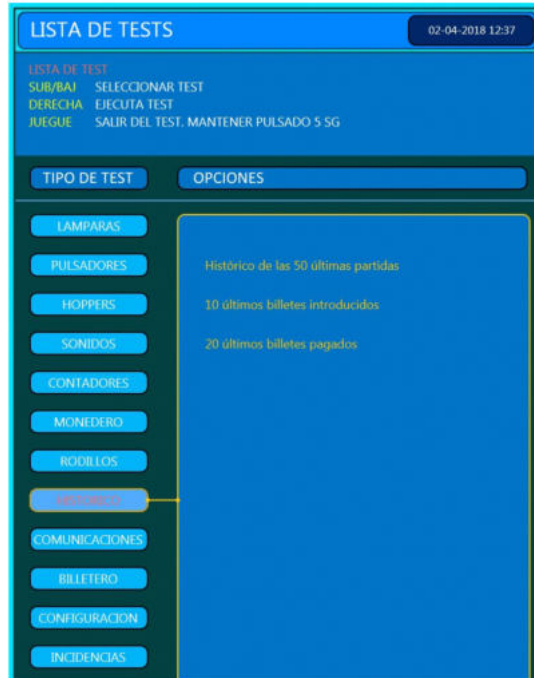 LISTA DE TESTS
02-04-2018 12:37
LISTA DE TEST
SUB/BAJ SELECCIONAR TEST
DERECHA EJECUTA TEST
JUEGUE SALIR DEL TEST. MANTENER PULSADO 5 SG
TIPO DE TEST OPCIONES
LAMPARAS
PULSADORES
Histórico de las 50 últimas partidas
HOPPERS
10 últimos billetes introducidos
SONIDOS
20 últimos billetes pagados
CONTADORES
MONEDERO
RODILLOS
HISTORICO
COMUNICACIONES
BILLETERO
CONFIGURACION
INCIDENCIAS